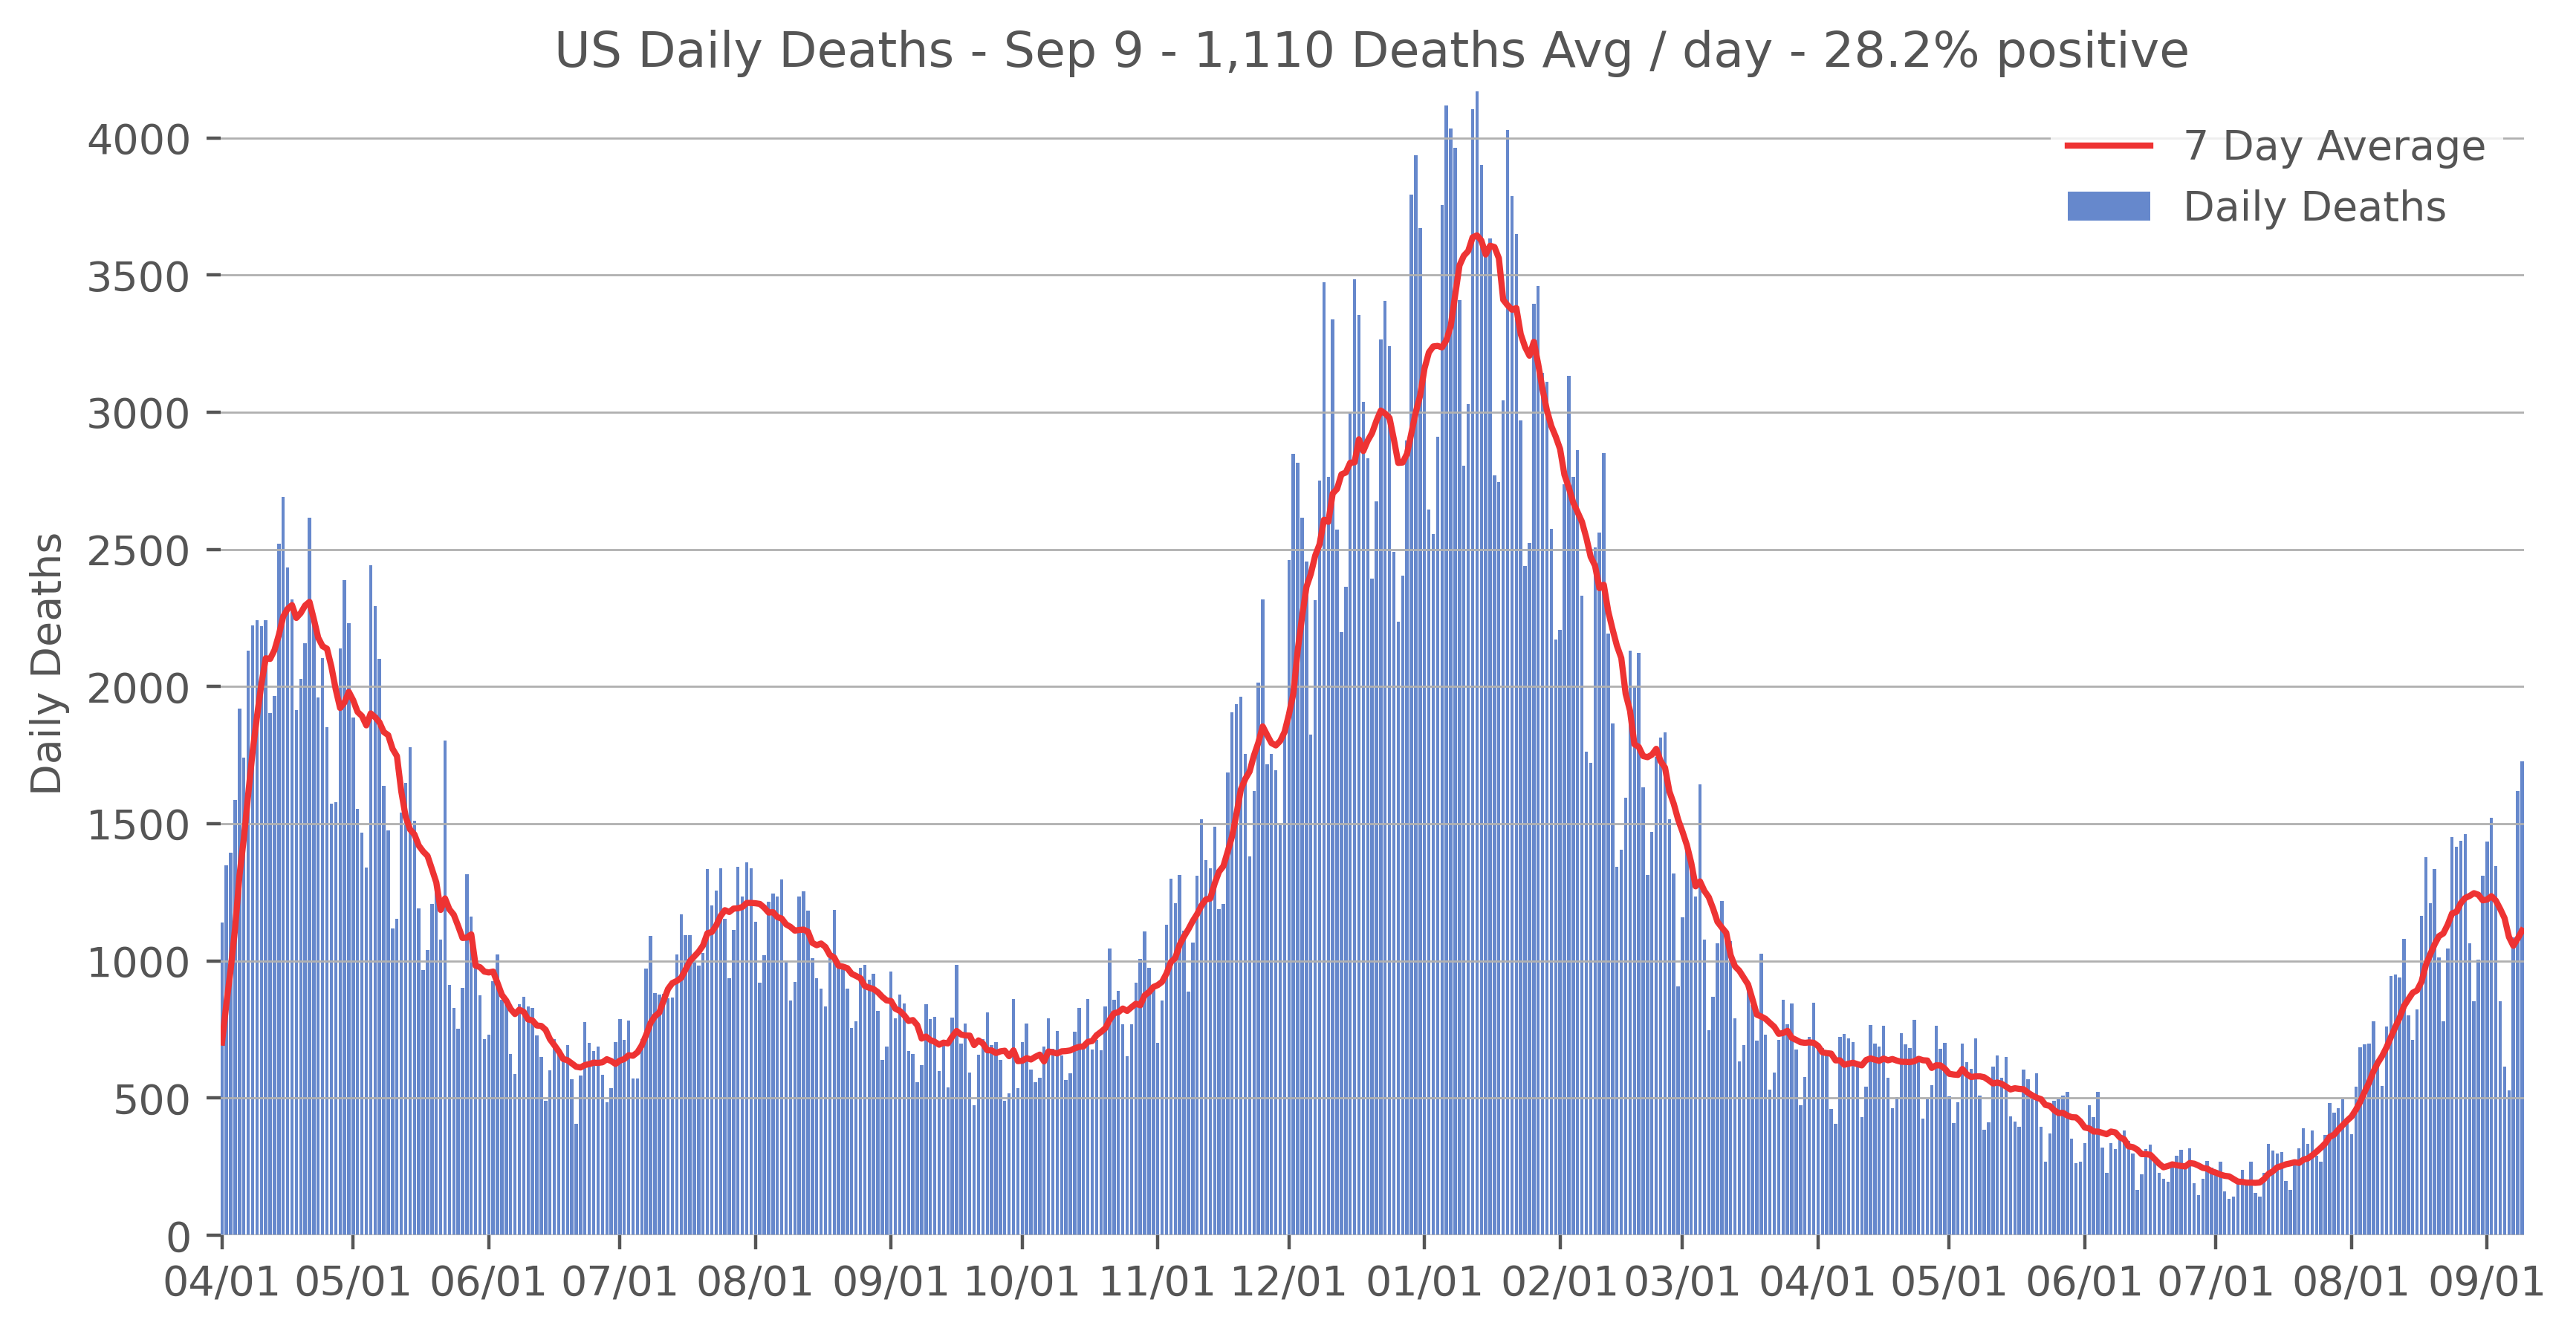 US Daily Deaths - Sep 9 - 1,110 Deaths Avg / day - 28.2% positive
7 Day Average
Daily Deaths
4000
3500
3000
2500
2000
1500
1000
500
0
Daily Deaths
04/01 05/01 06/01 07/01 08/01 09/01 10/01 11/01 12/01 01/01 02/01 03/01 04/01 05/01 06/01 07/01 08/01 09/01